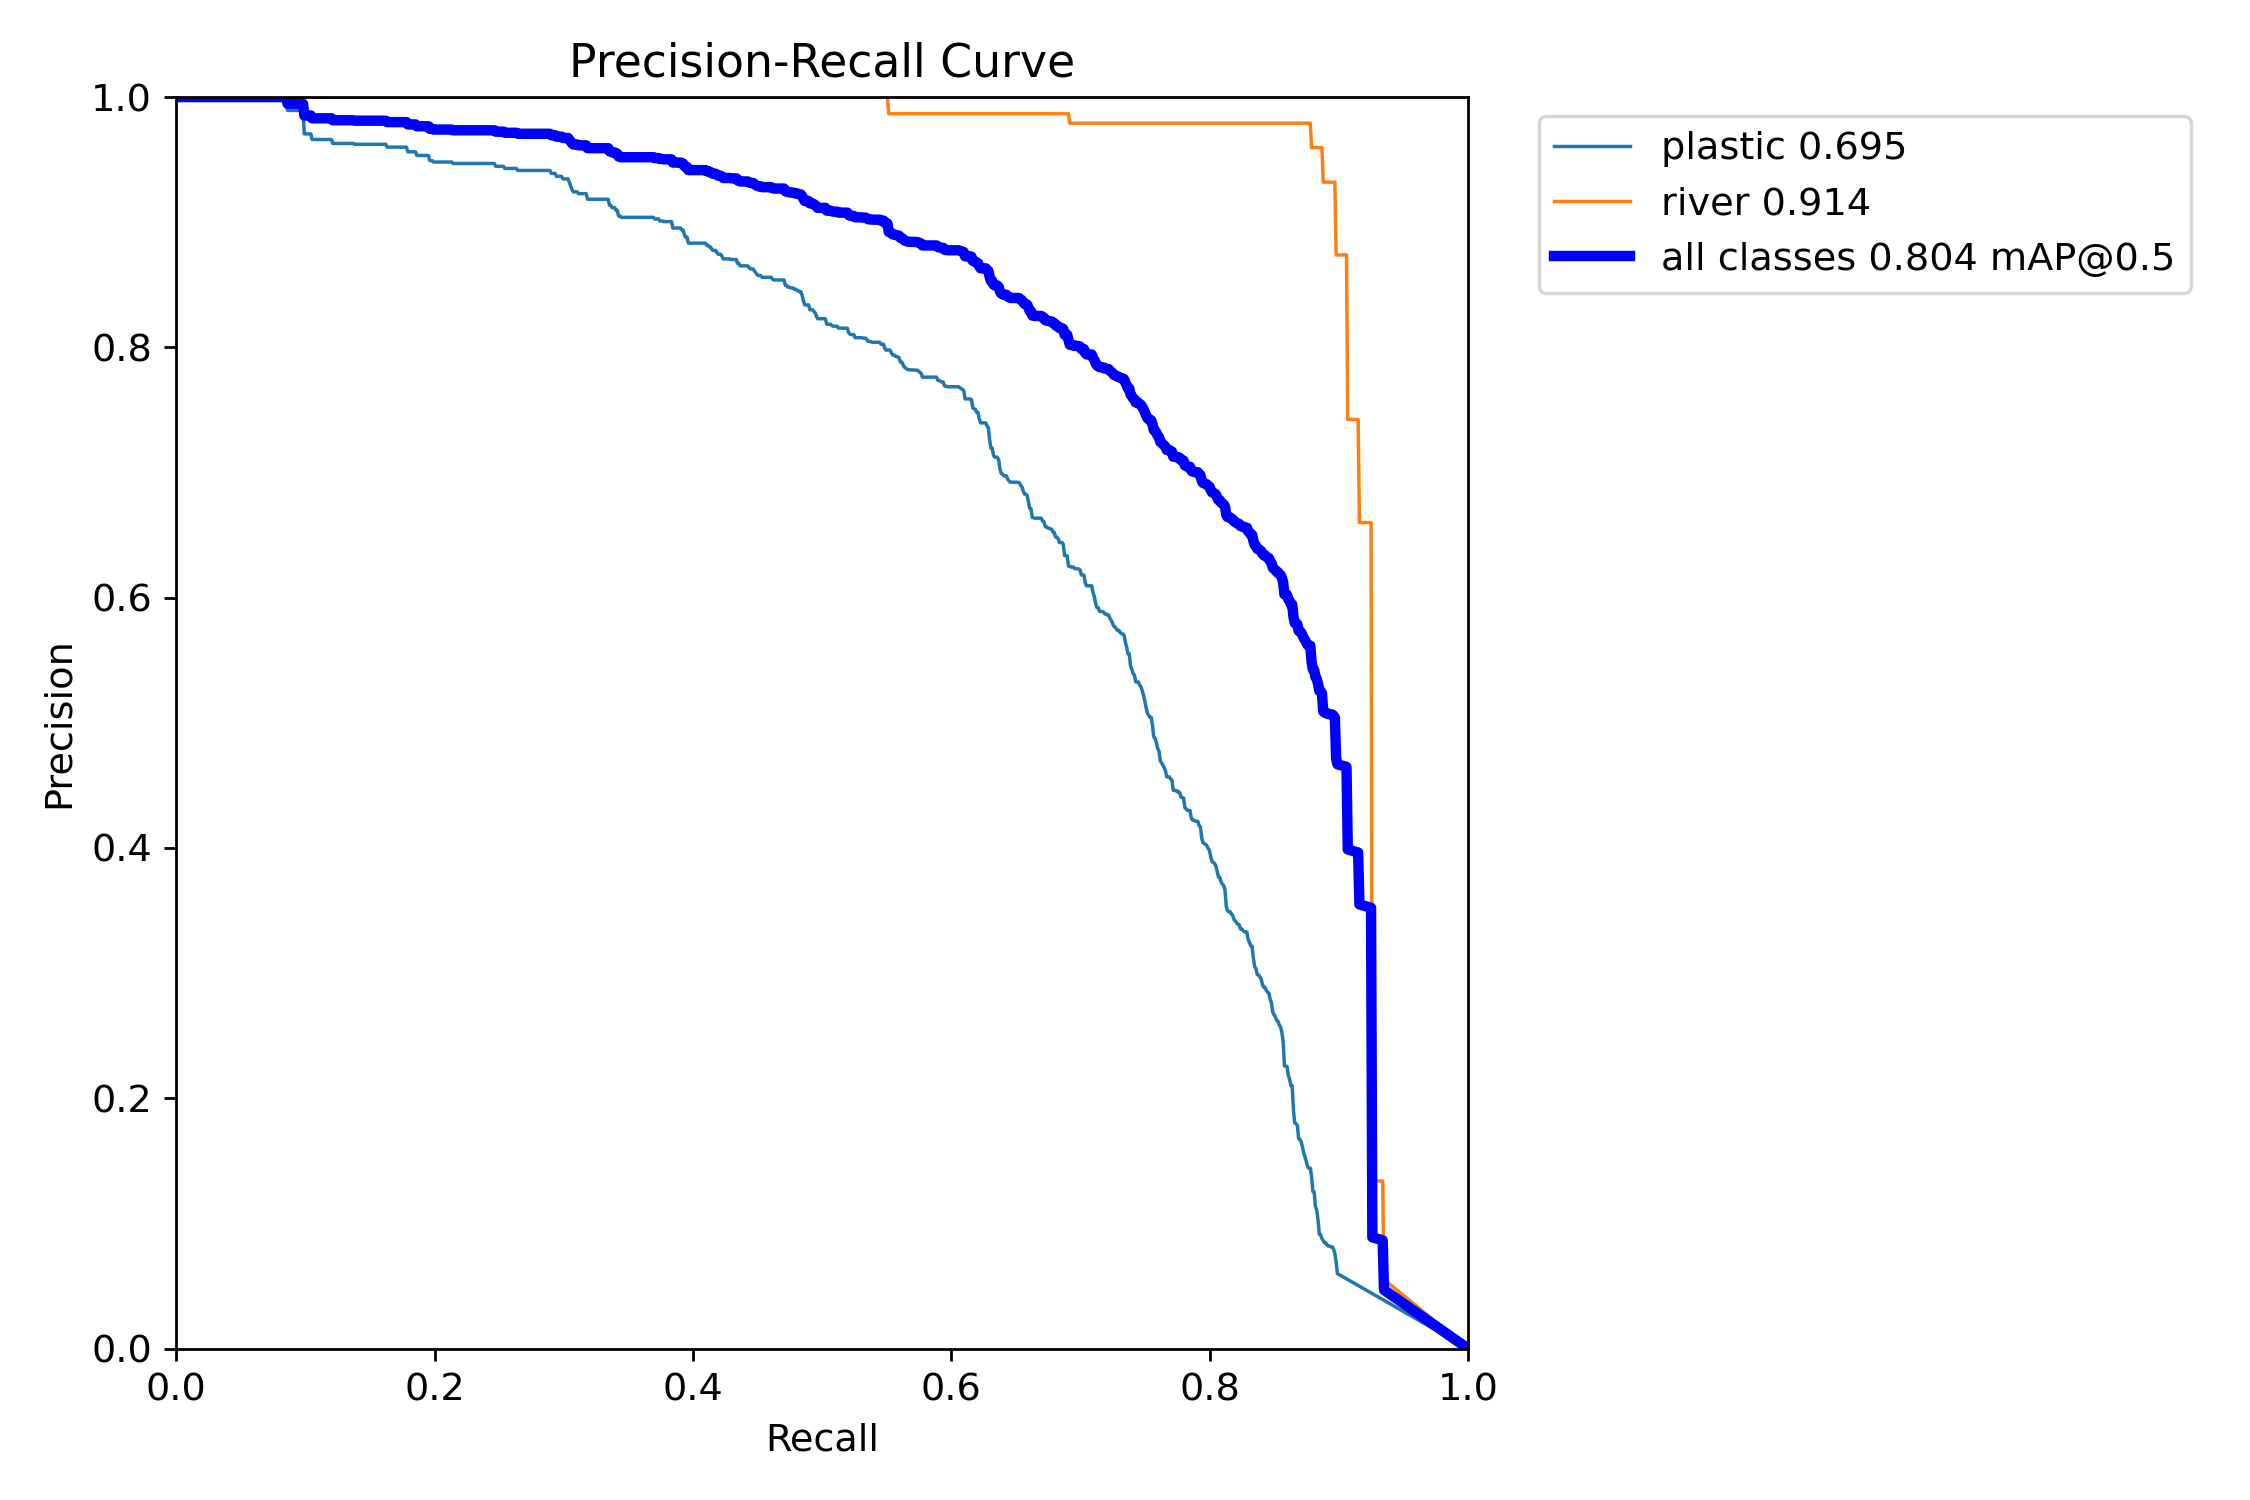 Precision-Recall Curve
1.0
0.8
0.6
0.4
0.2
0.0
Precision
0.0 0.2 0.4 0.6 0.8 1.0
Recall
plastic 0.695
river 0.914
all classes 0.804 mAP@0.5